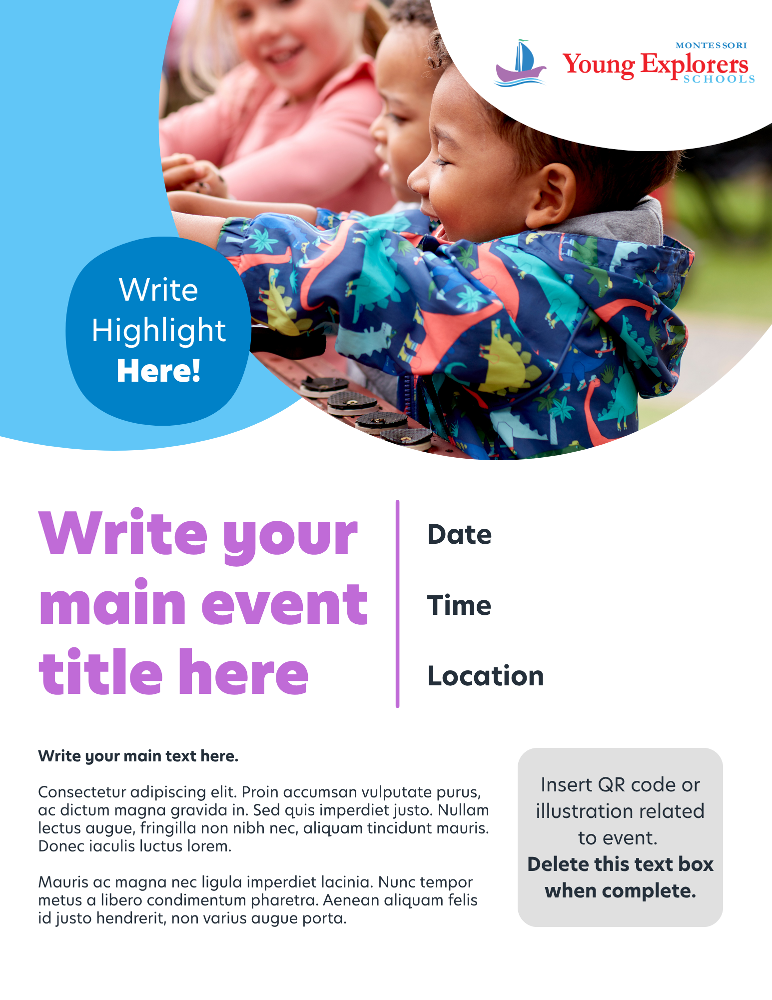 MONTESSORI
Young Explorers
SCHOOLS
Write
Highlight
Here!
Write your
main event
title here
Date
Time
Location
Write your main text here.
Consectetur adipiscing elit. Proin accumsan vulputate purus,
ac dictum magna gravida in. Sed quis imperdiet justo. Nullam
lectus augue, fringilla non nibh nec, aliquam tincidunt mauris.
Donec iaculis luctus lorem.
Mauris ac magna nec ligula imperdiet lacinia. Nunc tempor
metus a libero condimentum pharetra. Aenean aliquam felis
id justo hendrerit, non varius augue porta.
Insert QR code or
illustration related
to event.
Delete this text box
when complete.